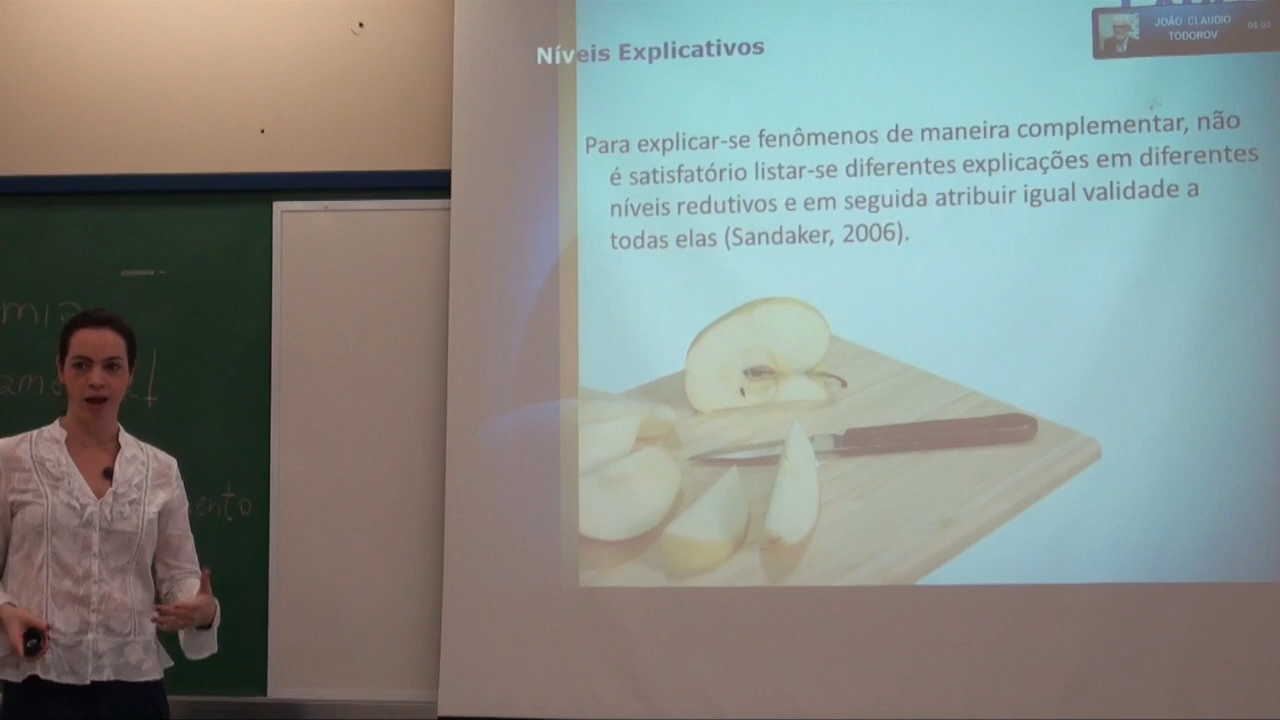 Níveis Explicativos
JOÃO CLAUDIO
TODOROV
Para explicar-se fenômenos de maneira complementar, não
é satisfatório listar-se diferentes explicações em diferentes
níveis redutivos e em seguida atribuir igual validade a
todas elas (Sandaker, 2006).